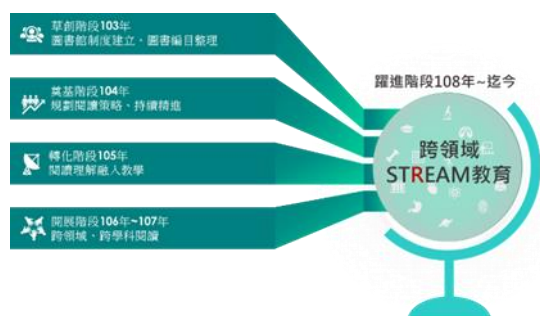 草創階段103年
圖書館制度建立、圖書編目整理
奠基階段104年
規劃閱讀策略、持續精進
轉化階段105年
閱讀理解融入教學
開展階段106年~107年
跨領域、跨學科閱讀
躍進階段108年~迄今
跨領域
STREAM教育